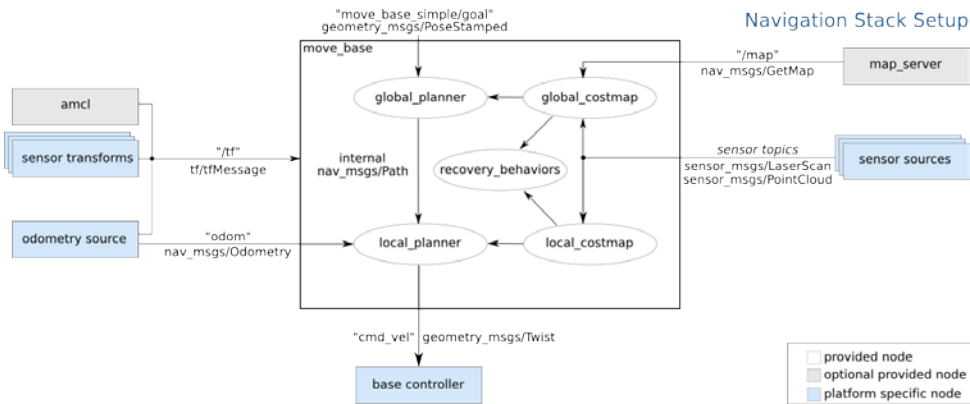 Navigation Stack Setup
"move_base_simple/goal"
geometry_msgs/PoseStamped
move_base
"/map"
nav_msgs/GetMap
map_server
global_planner
global_costmap
amcl
sensor transforms
"/tf"
tf/tfMessage
internal
nav_msgs/Path
recovery_behaviors
sensor topics
sensor_msgs/LaserScan
sensor_msgs/PointCloud
sensor sources
odometry source
"odom"
nav_msgs/Odometry
local_planner
local_costmap
"cmd_vel" geometry_msgs/Twist
base controller
provided node
optional provided node
platform specific node